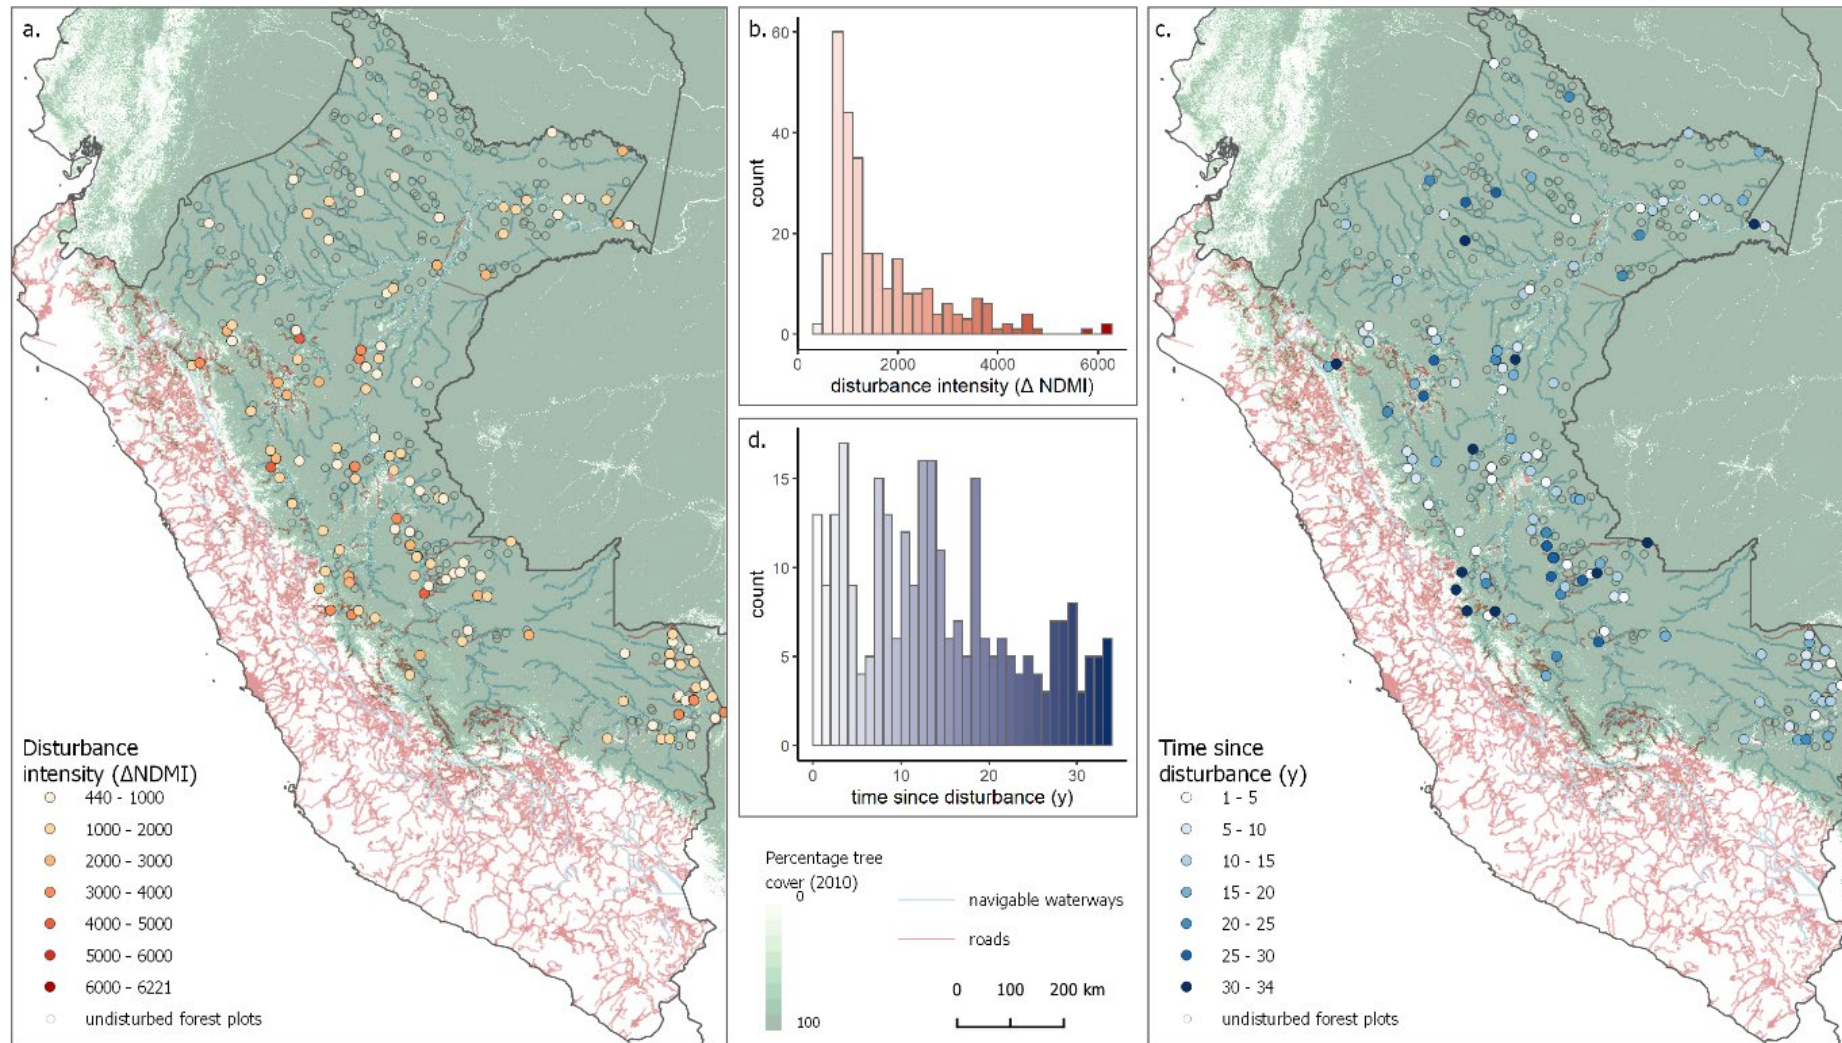 a.
Disturbance
intensity (ΔNDMI)
440 - 1000
1000 - 2000
2000 - 3000
3000 - 4000
4000 - 5000
5000 - 6000
6000 - 6221
undisturbed forest plots
b.
60
40
20
0
count
0 2000 4000 6000
disturbance intensity (Δ NDMI)
d.
15
10
5
0
count
0 10 20 30
time since disturbance (y)
Percentage tree
cover (2010)
0
100
navigable waterways
roads
0 100 200 km
c.
Time since
disturbance (y)
1 - 5
5 - 10
10 - 15
15 - 20
20 - 25
25 - 30
30 - 34
undisturbed forest plots